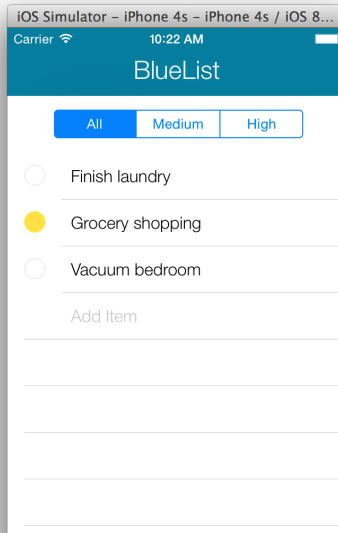 iOS Simulator – iPhone 4s – iPhone 4s / iOS 8...
Carrier 10:22 AM
BlueList
All Medium High
Finish laundry
Grocery shopping
Vacuum bedroom
Add Item